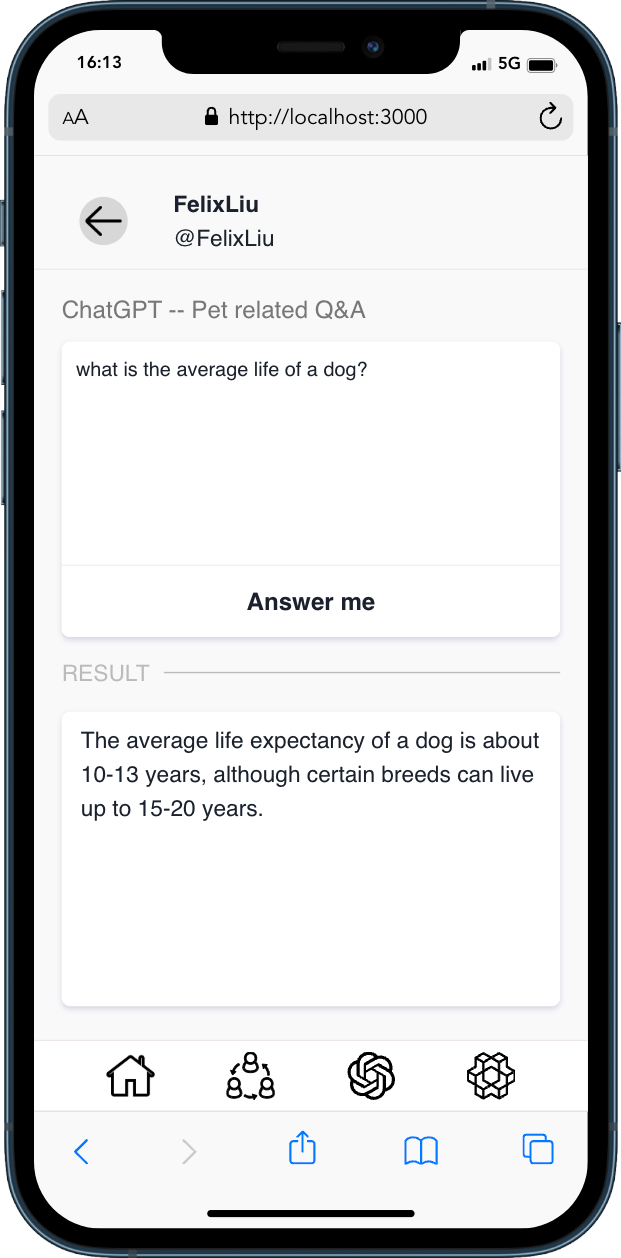 16:13
5G
AA
http://localhost:3000
FelixLiu
@FelixLiu
ChatGPT -- Pet related Q&A
what is the average life of a dog?
Answer me
RESULT
The average life expectancy of a dog is about
10-13 years, although certain breeds can live
up to 15-20 years.